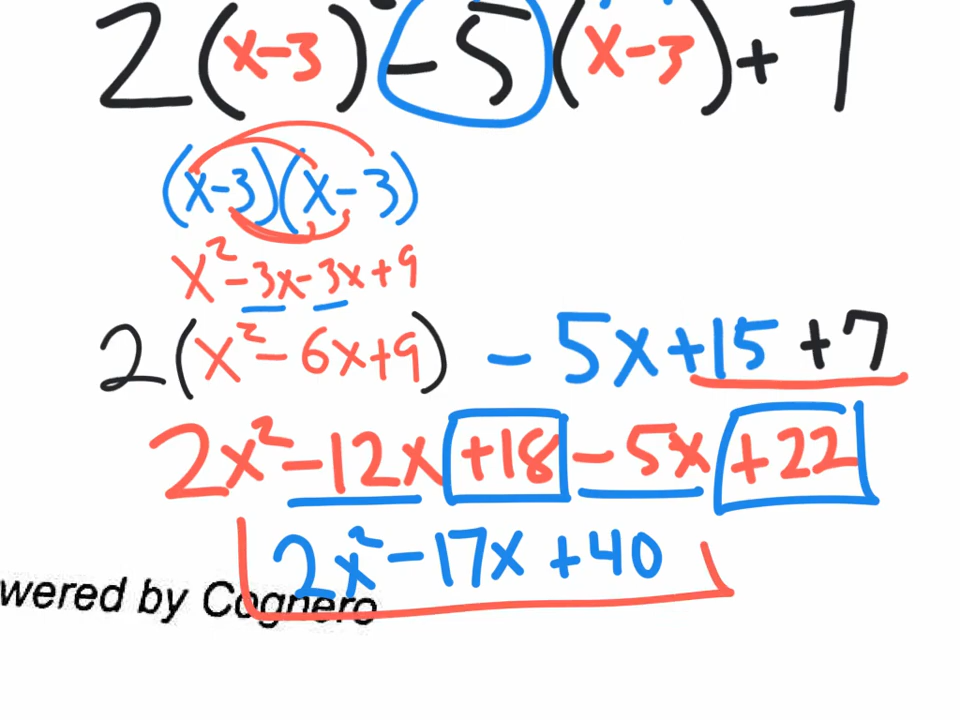 2(x-3)² -5(x-3)+7
(x-3)(x-3)
x²-3x-3x+9
2(x²-6x+9) -5x+15+7
2x²-12x+18-5x+22
2x²-17x+40
wered by Cognero